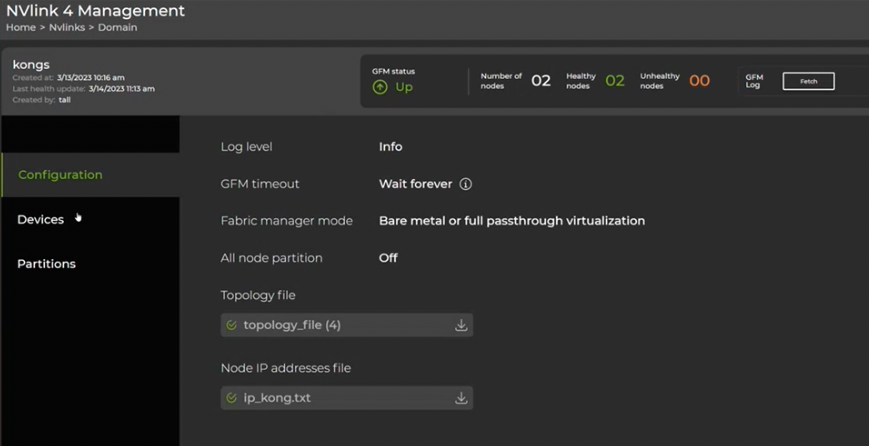 NVlink 4 Management
Home > Nvlinks > Domain
kongs
Created at: 3/13/2023 10:16 am
Last health update: 3/14/2023 11:13 am
Created by: tall
GFM status
Up
Number of nodes 02
Healthy nodes 02
Unhealthy nodes 00
GFM Log
Fetch
Configuration
Devices
Partitions
Log level Info
GFM timeout Wait forever
Fabric manager mode Bare metal or full passthrough virtualization
All node partition Off
Topology file
topology_file (4)
Node IP addresses file
ip_kong.txt